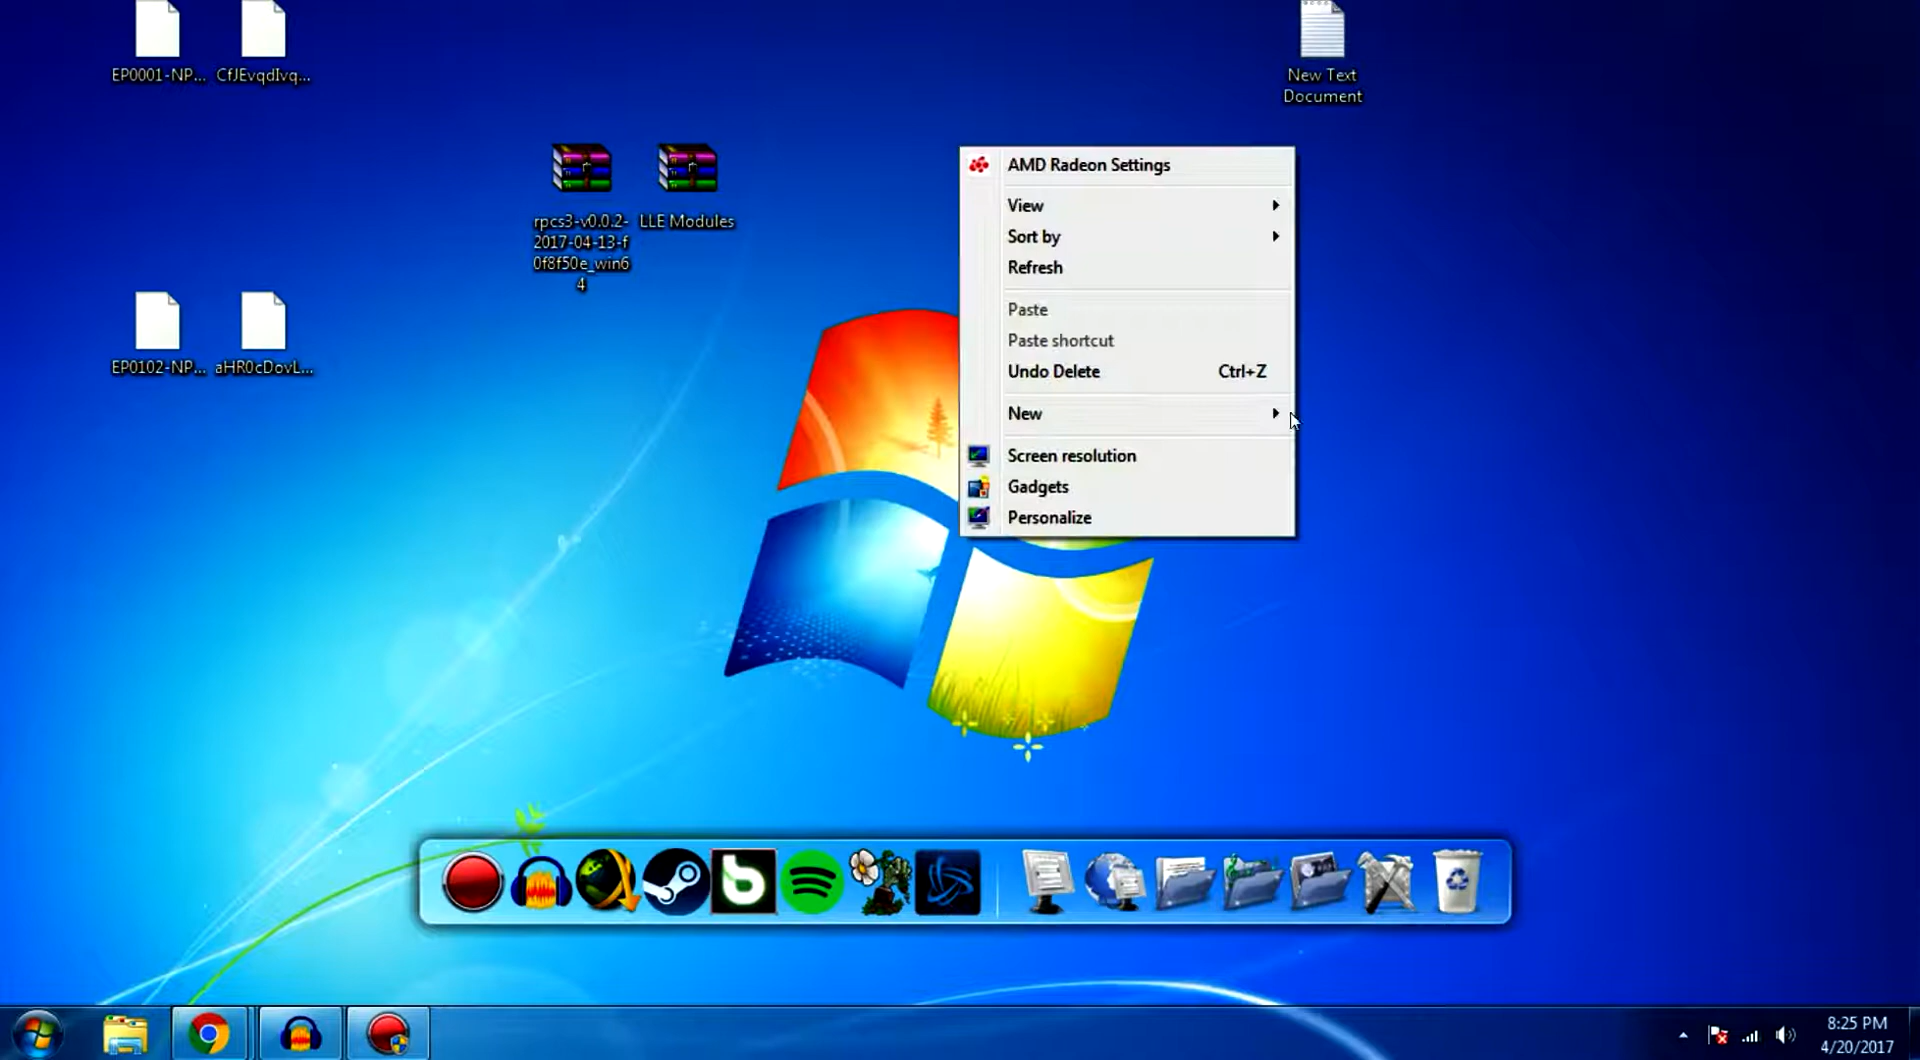 EP0001-NP...
CfJEvqdIvq...
New Text
Document
rpcs3-v0.0.2-
2017-04-13-f
0f8f50e_win6
4
LLE Modules
EP0102-NP...
aHR0cDovL...
AMD Radeon Settings
View
Sort by
Refresh
Paste
Paste shortcut
Undo Delete Ctrl+Z
New
Screen resolution
Gadgets
Personalize
8:25 PM
4/20/2017